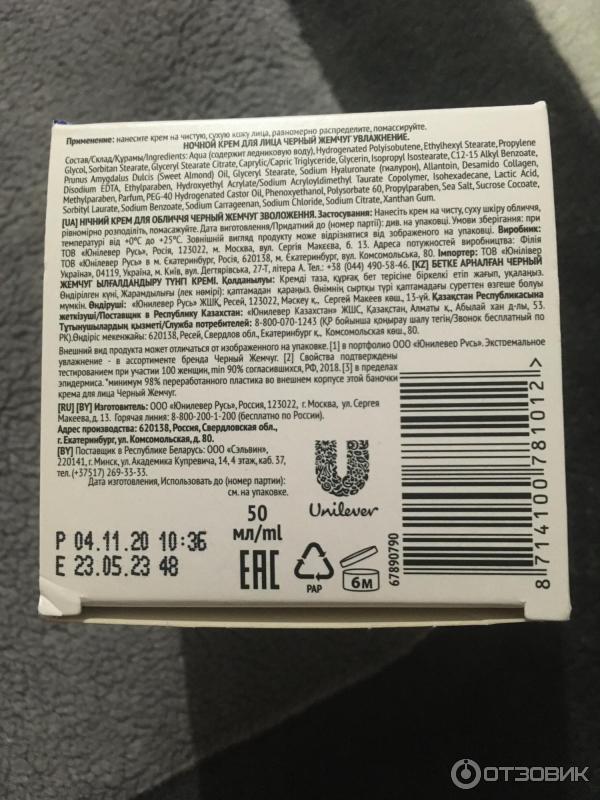 Применение: нанесите крем на чистую, сухую кожу лица, равномерно распределите, помассируйте.
НОЧНОЙ КРЕМ ДЛЯ ЛИЦА ЧЕРНЫЙ ЖЕМЧУГ УВЛАЖНЕНИЕ.
Состав/Склад/Құрамы/Ingredients: Aqua (содержит ледниковую воду), Hydrogenated Polyisobutene, Ethylhexyl Stearate, Propylene
Glycol, Sorbitan Stearate, Glyceryl Stearate Citrate, Caprylic/Capric Triglyceride, Glycerin, Isopropyl Isostearate, C12-15 Alkyl Benzoate,
Prunus Amygdalus Dulcis (Sweet Almond) Oil, Glyceryl Stearate, Sodium Hyaluronate (гиалурон), Allantoin, Desamido Collagen,
Disodium EDTA, Ethylparaben, Hydroxyethyl Acrylate/Sodium Acryloyldimethyl Taurate Copolymer, Isohexadecane, Lactic Acid,
Methylparaben, Parfum, PEG-40 Hydrogenated Castor Oil, Phenoxyethanol, Polysorbate 60, Propylparaben, Sea Salt, Sucrose Cocoate,
Sorbityl Laurate, Sodium Benzoate, Sodium Carrageenan, Sodium Chloride, Sodium Citrate, Xanthan Gum.
[UA] НІЧНИЙ КРЕМ ДЛЯ ОБЛИЧЧЯ ЧЕРНЫЙ ЖЕМЧУГ ЗВОЛОЖЕННЯ. Застосування: Нанесіть крем на чисту, суху шкіру обличчя,
рівномірно розподіліть, помасажуйте. Дата виготовлення/Придатний до (номер партії): див. на упаковці. Умови зберігання: при
температурі від +0°C до +25°C. Зовнішній вигляд продукту може відрізнятися від зображеного на упаковці. Виробник:
ТОВ «Юнілевер Русь», Росія, 123022, м. Москва, вул. Сергія Макеєва, б. 13. Адреса потужностей виробництва: Філія
ТОВ «Юнілевер Русь» в м. Єкатеринбург, Росія, 620138, м. Єкатеринбург, вул. Комсомольська, 80. Імпортер: ТОВ «Юнілівер
Україна», 04119, Україна, м. Київ, вул. Дегтярівська, 27-Т, літера А. Тел.: +38 (044) 490-58-46. [KZ] БЕТКЕ АРНАЛҒАН ЧЕРНЫЙ
ЖЕМЧУГ ЫЛҒАЛДАНДЫРУ ТҮНГІ КРЕМІ. Қолданылуы: Кремді таза, құрғақ бет терісіне біркелкі етіп жағып, уқалаңыз.
Өндірілген күні, Жарамдылығы (лек нөмірі): қаптамадан қараңыз. Өнімнің сыртқы түрі қаптамадағы суреттен өзгеше болуы
мүмкін. Өндіруші: «Юнилевер Русь» ЖШҚ, Ресей, 123022, Мәскеу қ., Сергей Макеев көш., 13-үй. Қазақстан Республикасына
жеткізуші/Поставщик в Республику Казахстан: «Юнилевер Казахстан» ЖШС, Қазақстан, Алматы қ., Абылай хан д-лы, 53.
Тұтынушылардың қызметі/Служба потребителей: 8-800-070-1243 (ҚР бойынша қоңырау шалу тегін/Звонок бесплатный по
РК). Өндіріс мекенжайы: 620138, Ресей, Свердлов обл., Екатеринбург қ., Комсомольская көш., 80.
Внешний вид продукта может отличаться от изображенного на упаковке. [1] в портфолио ООО «Юнилевер Русь». Экстремальное
увлажнение - в ассортименте бренда Черный Жемчуг. [2] Свойства подтверждены
тестированием при участии 100 женщин, min 90% согласившихся, РФ, 2018. [3] в пределах
эпидермиса. *минимум 98% переработанного пластика во внешнем корпусе этой баночки
крема для лица Черный Жемчуг.
[RU] [BY] Изготовитель: ООО «Юнилевер Русь», Россия, 123022, г. Москва, ул. Сергея
Макеева, д. 13. Горячая линия: 8-800-200-1-200 (бесплатно по России).
Адрес производства: 620138, Россия, Свердловская обл.,
г. Екатеринбург, ул. Комсомольская, д. 80.
[BY] Поставщик в Республике Беларусь: ООО «Сэльвин»,
220141, г. Минск, ул. Академика Купревича, 14, 4 этаж, каб. 37,
тел. (+37517) 269-33-33.
Дата изготовления, Использовать до (номер партии):
см. на упаковке.
P 04.11.20 10:36
E 23.05.23 48
50
мл/ml
Unilever
EAC
PAP
6м
67890790
8 714100 781012 >
ОТЗОВИК